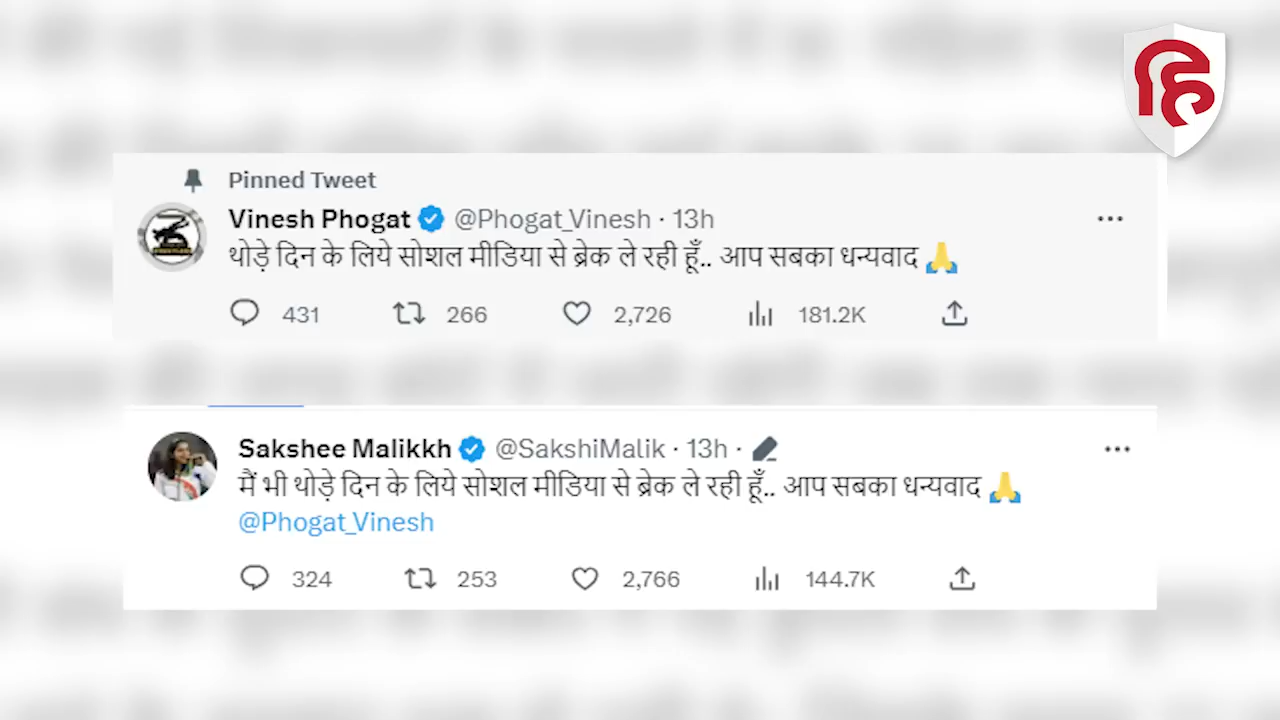 Pinned Tweet
Vinesh Phogat @Phogat_Vinesh · 13h
थोड़े दिन के लिये सोशल मीडिया से ब्रेक ले रही हूँ.. आप सबका धन्यवाद 🙏
431 266 2,726 181.2K
Sakshee Malikkh @SakshiMalik · 13h ·
मैं भी थोड़े दिन के लिये सोशल मीडिया से ब्रेक ले रही हूँ.. आप सबका धन्यवाद 🙏
@Phogat_Vinesh
324 253 2,766 144.7K